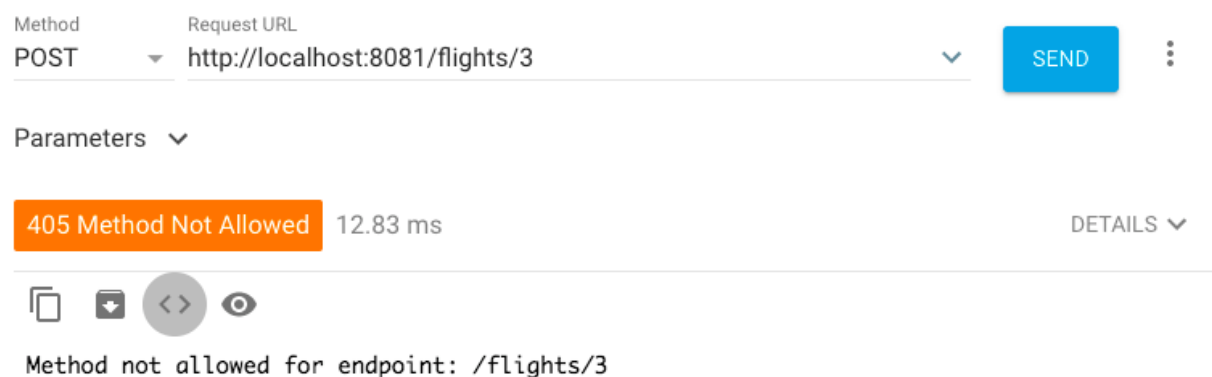 Method Request URL
POST http://localhost:8081/flights/3 SEND
Parameters
405 Method Not Allowed 12.83 ms DETAILS
Method not allowed for endpoint: /flights/3